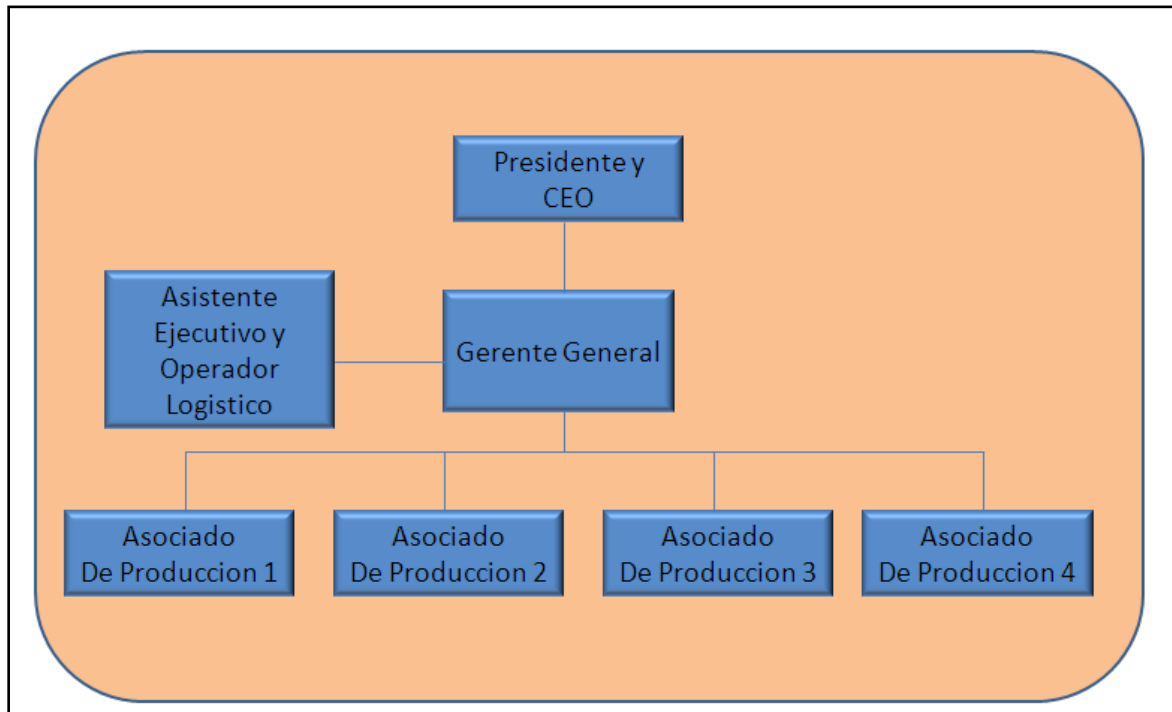 Presidente y
CEO
Asistente
Ejecutivo y
Operador
Logistico
Gerente General
Asociado
De Produccion 1
Asociado
De Produccion 2
Asociado
De Produccion 3
Asociado
De Produccion 4